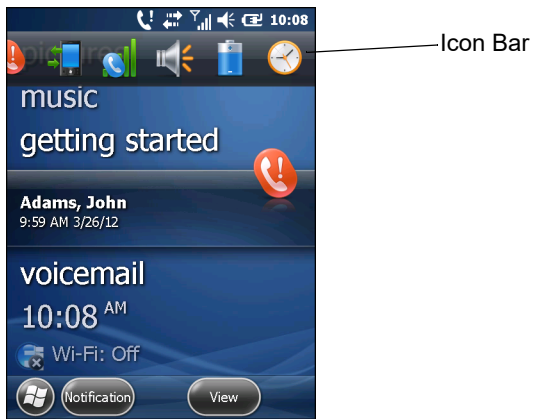 10:08
Icon Bar
pictures
music
getting started
Adams, John
9:59 AM 3/26/12
voicemail
10:08 AM
Wi-Fi: Off
Notification
View